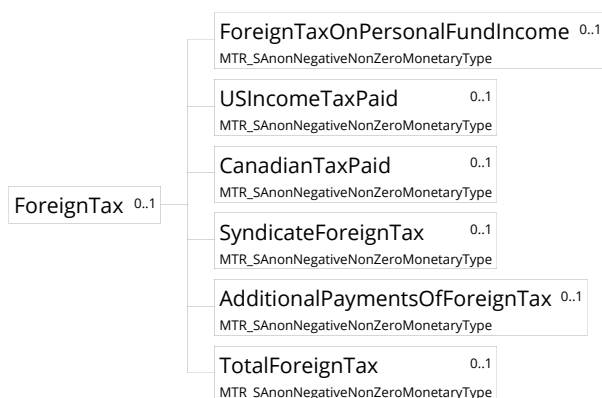 ForeignTaxOnPersonalFundIncome 0..1
MTR_SAnonNegativeNonZeroMonetaryType
USIncomeTaxPaid 0..1
MTR_SAnonNegativeNonZeroMonetaryType
CanadianTaxPaid 0..1
MTR_SAnonNegativeNonZeroMonetaryType
ForeignTax 0..1
SyndicateForeignTax 0..1
MTR_SAnonNegativeNonZeroMonetaryType
AdditionalPaymentsOfForeignTax 0..1
MTR_SAnonNegativeNonZeroMonetaryType
TotalForeignTax 0..1
MTR_SAnonNegativeNonZeroMonetaryType